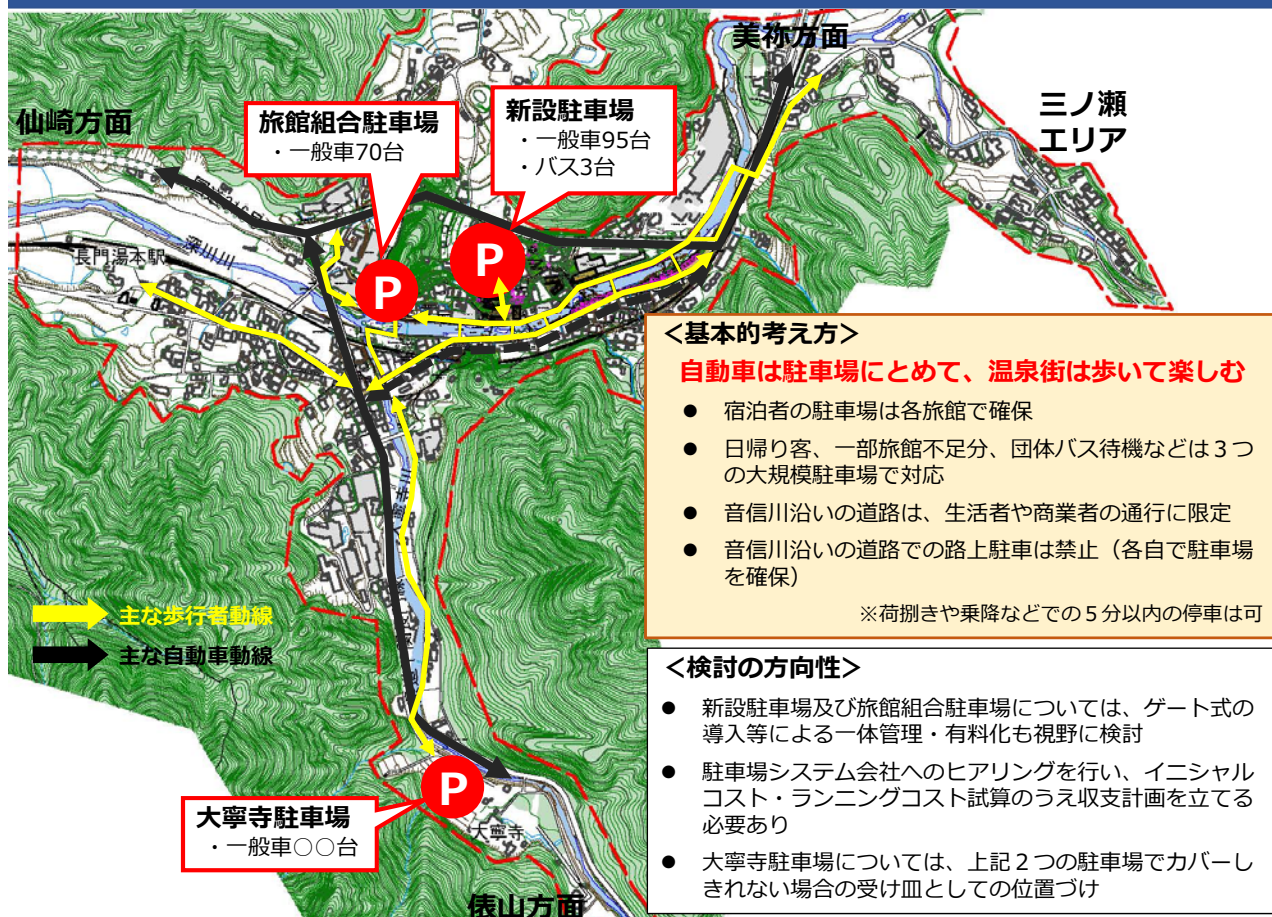 美祢方面
三ノ瀬
エリア
仙崎方面
旅館組合駐車場
・一般車70台
新設駐車場
・一般車95台
・バス3台
P
P
長門湯本駅
深川川
大寧寺川
<基本的考え方>
自動車は駐車場にとめて、温泉街は歩いて楽しむ
● 宿泊者の駐車場は各旅館で確保
● 日帰り客、一部旅館不足分、団体バス待機などは３つ
の大規模駐車場で対応
● 音信川沿いの道路は、生活者や商業者の通行に限定
● 音信川沿いの道路での路上駐車は禁止（各自で駐車場
を確保）
※荷捌きや乗降などでの５分以内の停車は可
主な歩行者動線
主な自動車動線
<検討の方向性>
● 新設駐車場及び旅館組合駐車場については、ゲート式の
導入等による一体管理・有料化も視野に検討
● 駐車場システム会社へのヒアリングを行い、イニシャル
コスト・ランニングコスト試算のうえ収支計画を立てる
必要あり
● 大寧寺駐車場については、上記２つの駐車場でカバーし
きれない場合の受け皿としての位置づけ
P
大寧寺駐車場
・一般車○○台
大寧寺
俵山方面